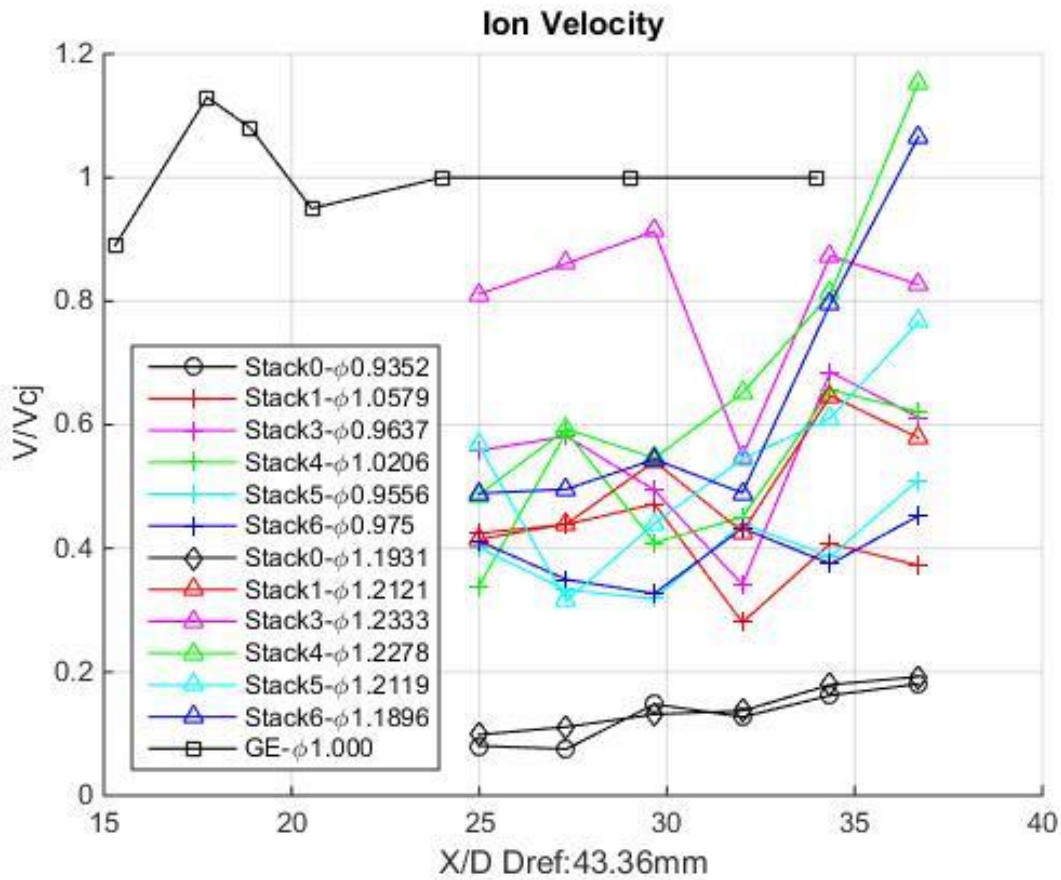 Ion Velocity
1.2
1
0.8
0.6
0.4
0.2
0
V/Vcj
Stack0-ϕ0.9352
Stack1-ϕ1.0579
Stack3-ϕ0.9637
Stack4-ϕ1.0206
Stack5-ϕ0.9556
Stack6-ϕ0.975
Stack0-ϕ1.1931
Stack1-ϕ1.2121
Stack3-ϕ1.2333
Stack4-ϕ1.2278
Stack5-ϕ1.2119
Stack6-ϕ1.1896
GE-ϕ1.000
15 20 25 30 35 40
X/D Dref:43.36mm